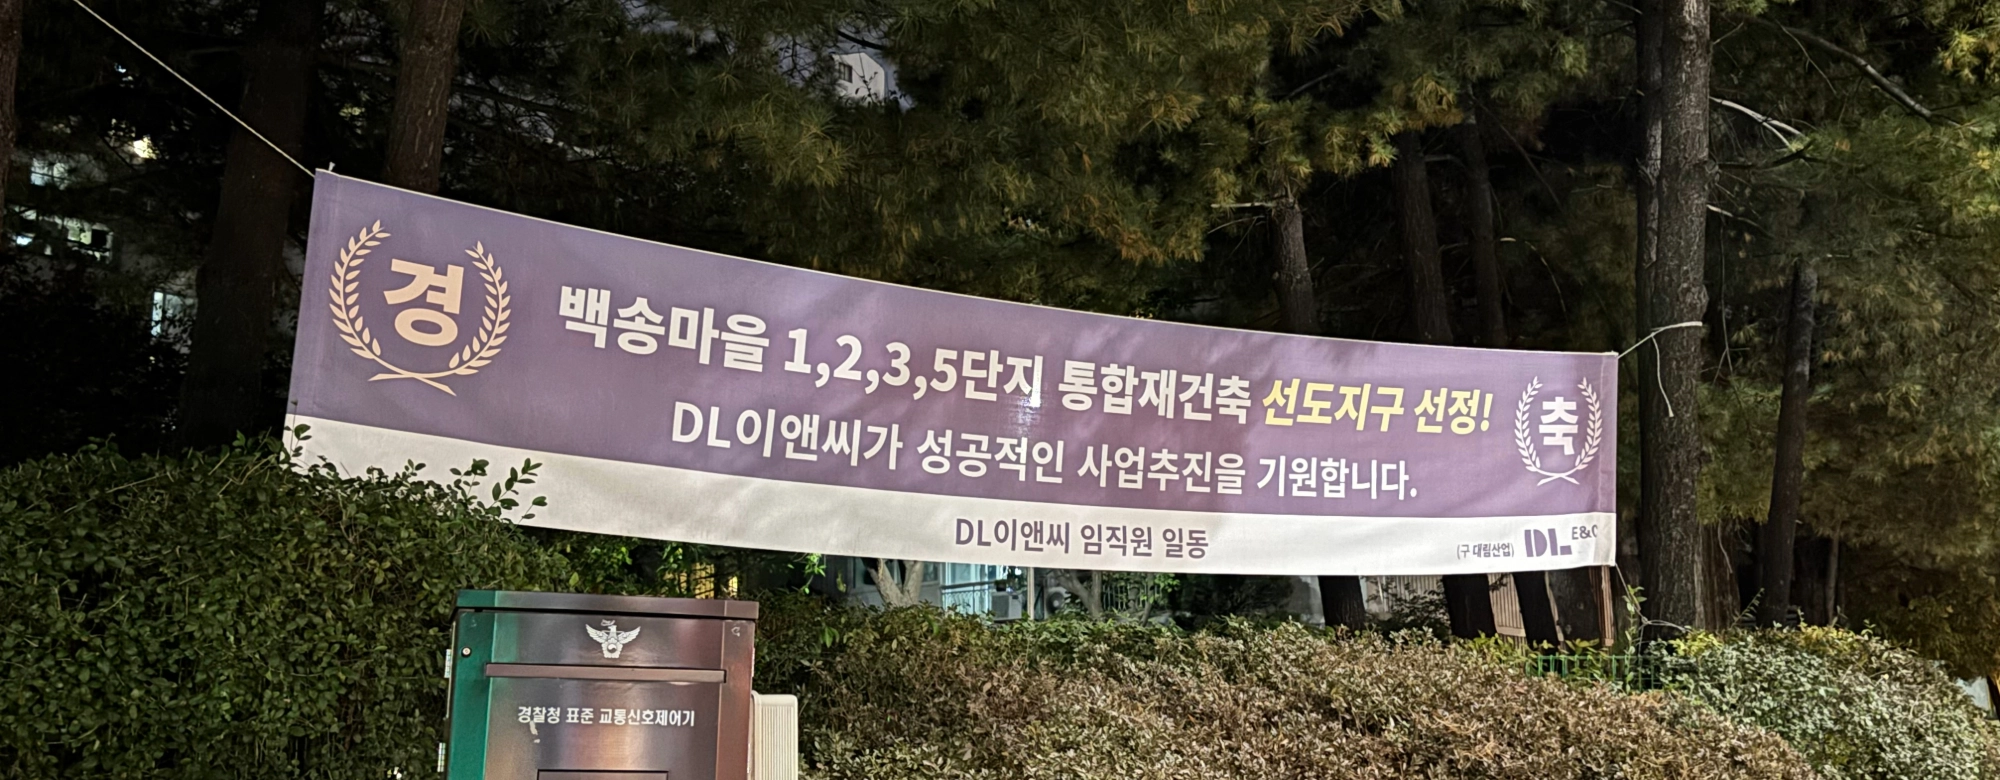 경
백송마을 1,2,3,5단지 통합재건축 선도지구 선정!
DL이앤씨가 성공적인 사업추진을 기원합니다.
축
DL이앤씨 임직원 일동
(구 대림산업) DL E&C
경찰청 표준 교통신호제어기